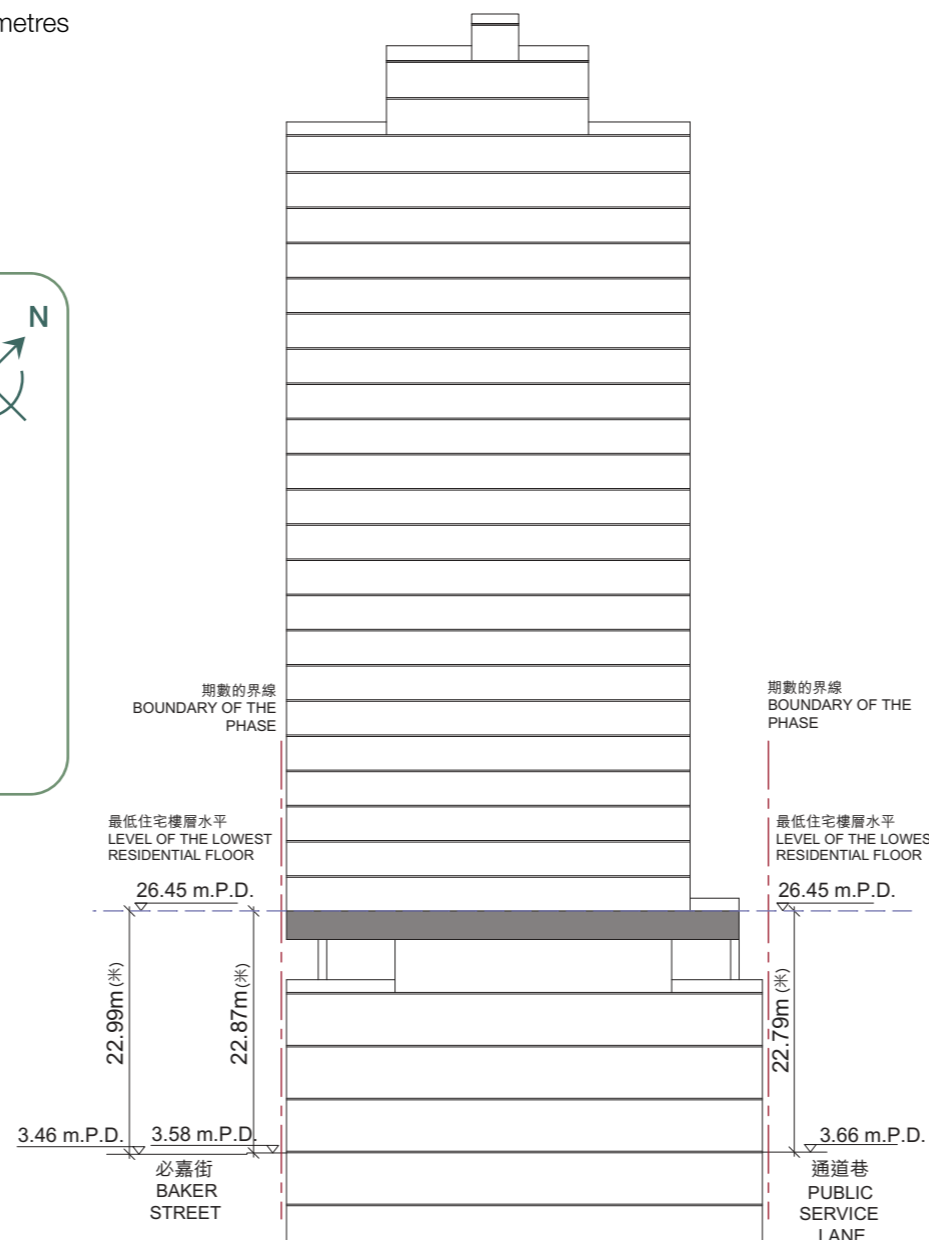 metres
N
期數的界線
BOUNDARY OF THE
PHASE
期數的界線
BOUNDARY OF THE
PHASE
最低住宅樓層水平
LEVEL OF THE LOWEST
RESIDENTIAL FLOOR
最低住宅樓層水平
LEVEL OF THE LOWES
RESIDENTIAL FLOOR
26.45 m.P.D.
26.45 m.P.D.
22.99m (米)
22.87m (米)
22.79m (米)
3.46 m.P.D.
3.58 m.P.D.
3.66 m.P.D.
必嘉街
BAKER
STREET
通道巷
PUBLIC
SERVICE
LANE